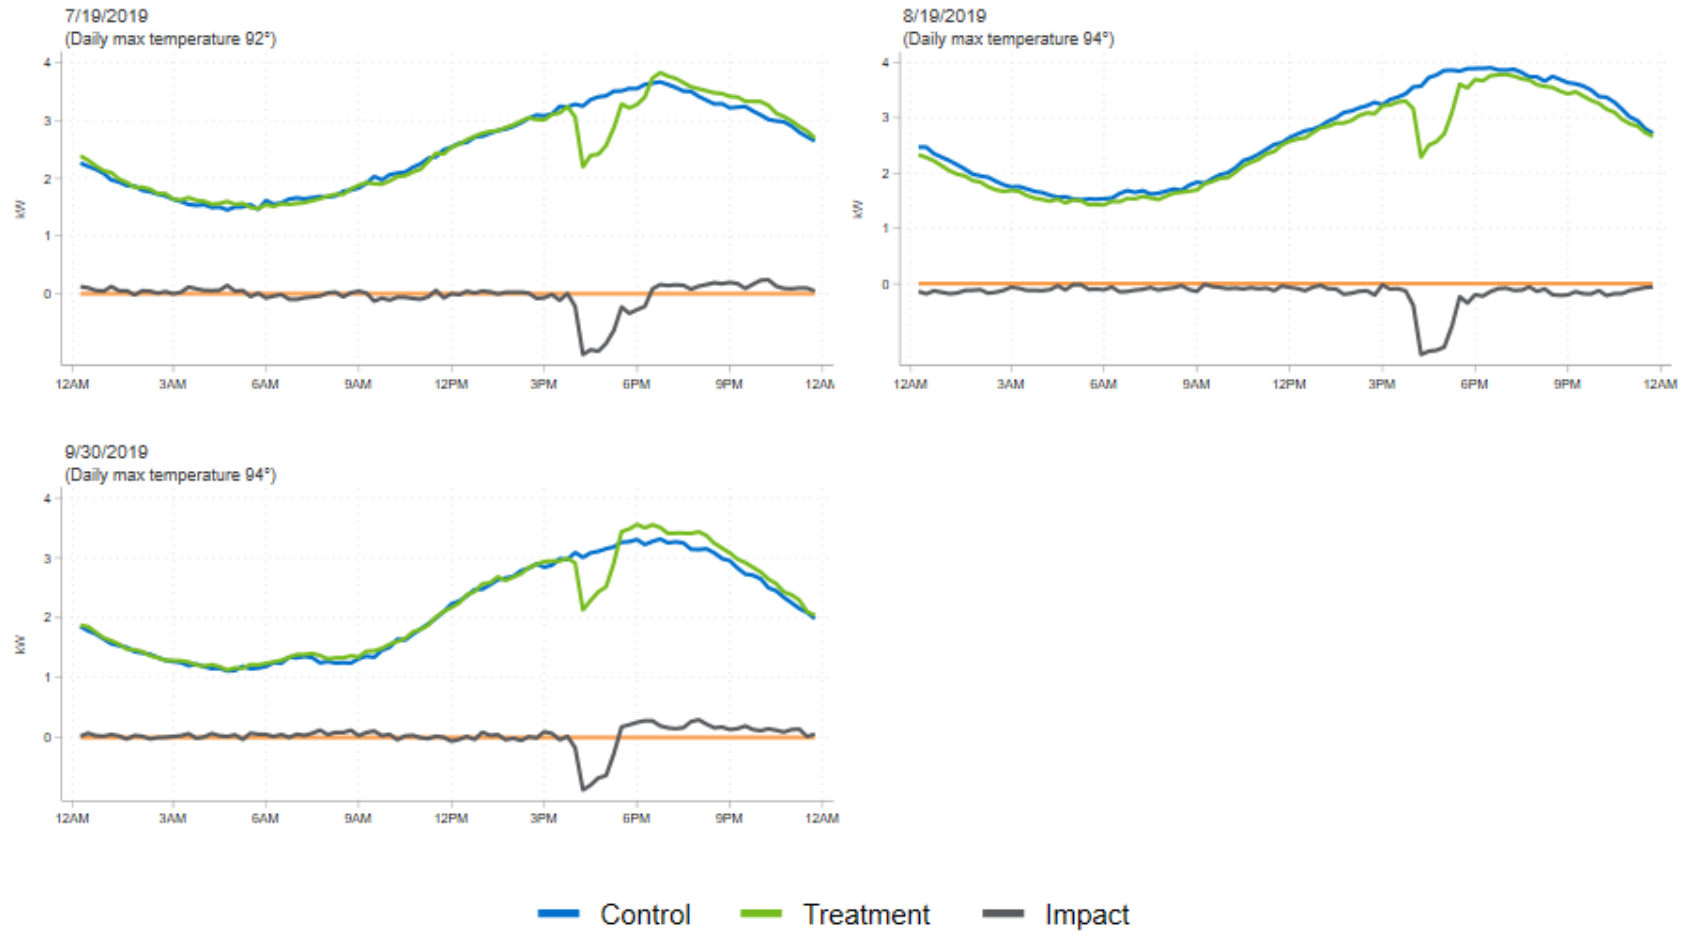 7/19/2019
(Daily max temperature 92°)
4
3
2
1
0
kW
12AM 3AM 6AM 9AM 12PM 3PM 6PM 9PM 12AM
8/19/2019
(Daily max temperature 94°)
4
3
2
1
0
kW
12AM 3AM 6AM 9AM 12PM 3PM 6PM 9PM 12AM
9/30/2019
(Daily max temperature 94°)
4
3
2
1
0
kW
12AM 3AM 6AM 9AM 12PM 3PM 6PM 9PM 12AM
Control Treatment Impact